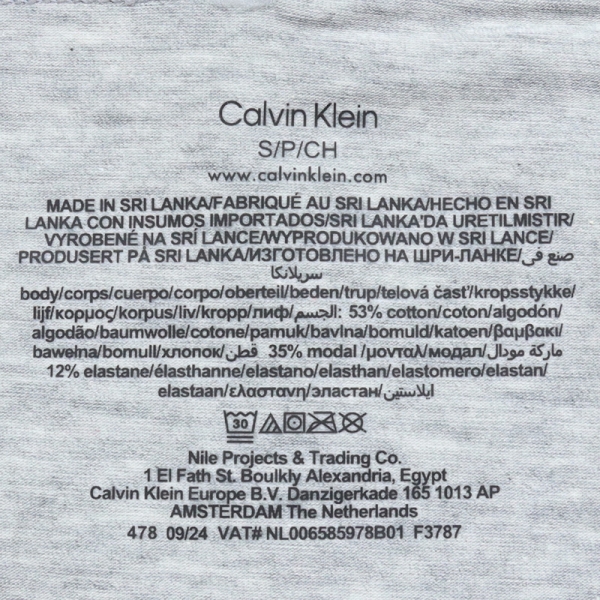 Calvin Klein
S/P/CH
www.calvinklein.com
MADE IN SRI LANKA/FABRIQUÉ AU SRI LANKA/HECHO EN SRI
LANKA CON INSUMOS IMPORTADOS/SRI LANKA'DA URETILMISTIR/
VYROBENÉ NA SRÍ LANCE/WYPRODUKOWANO W SRI LANCE/
PRODUSERT PÅ SRI LANKA/ИЗГОТОВЛЕНО НА ШРИ-ЛАНКЕ/صنع في
سريلانكا
body/corps/cuerpo/corpo/oberteil/beden/trup/telová časť/kropsstykke/
lijf/κορμος/korpus/liv/kropp/лиф/الجسم: 53% cotton/coton/algodón/
algodão/baumwolle/cotone/pamuk/bavlna/bomuld/katoen/βαμβακι/
bawełna/bomull/хлопок/قطن 35% modal /μονταλ/модал/ماركة مودال
12% elastane/élasthanne/elastano/elasthan/elastomero/elastan/
elastaan/ελαστανη/эластан/ايلاستين
30
Nile Projects & Trading Co.
1 El Fath St. Boulkly Alexandria, Egypt
Calvin Klein Europe B.V. Danzigerkade 165 1013 AP
AMSTERDAM The Netherlands
478 09/24 VAT# NL006585978B01 F3787